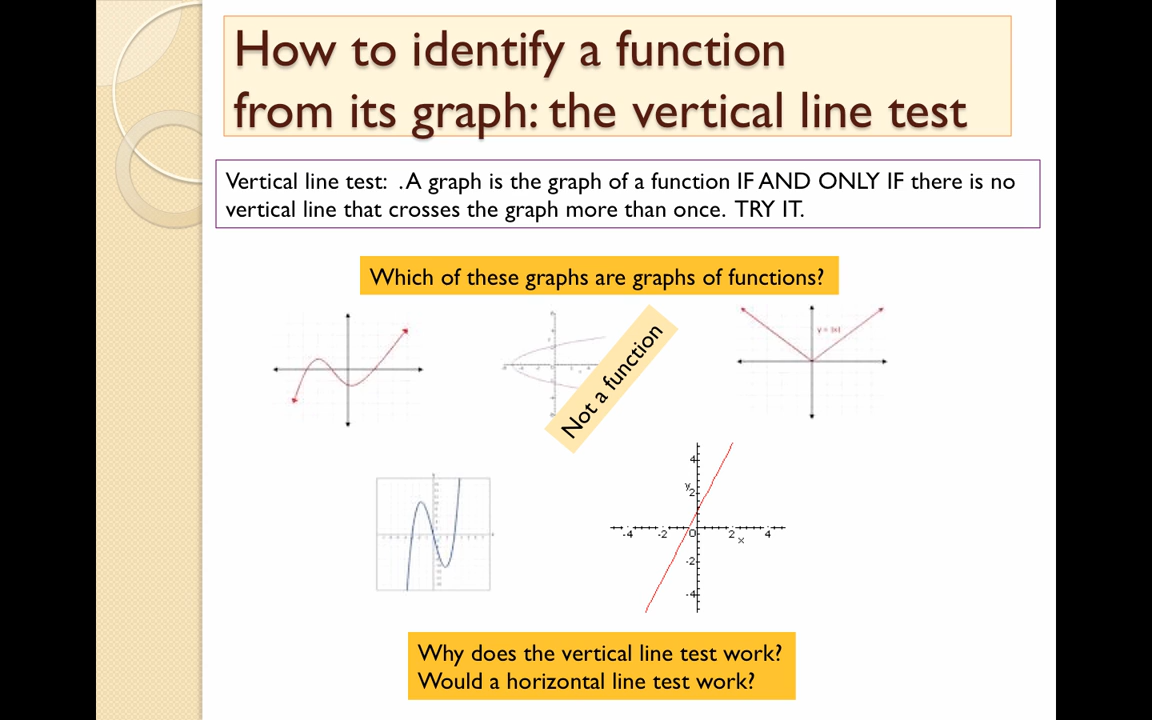 How to identify a function
from its graph: the vertical line test
Vertical line test:  . A graph is the graph of a function IF AND ONLY IF there is no
vertical line that crosses the graph more than once.  TRY IT.
Which of these graphs are graphs of functions?
y = |x|
Not a function
4
y
2
-4 -2 0 2 4
x
-2
-4
Why does the vertical line test work?
Would a horizontal line test work?